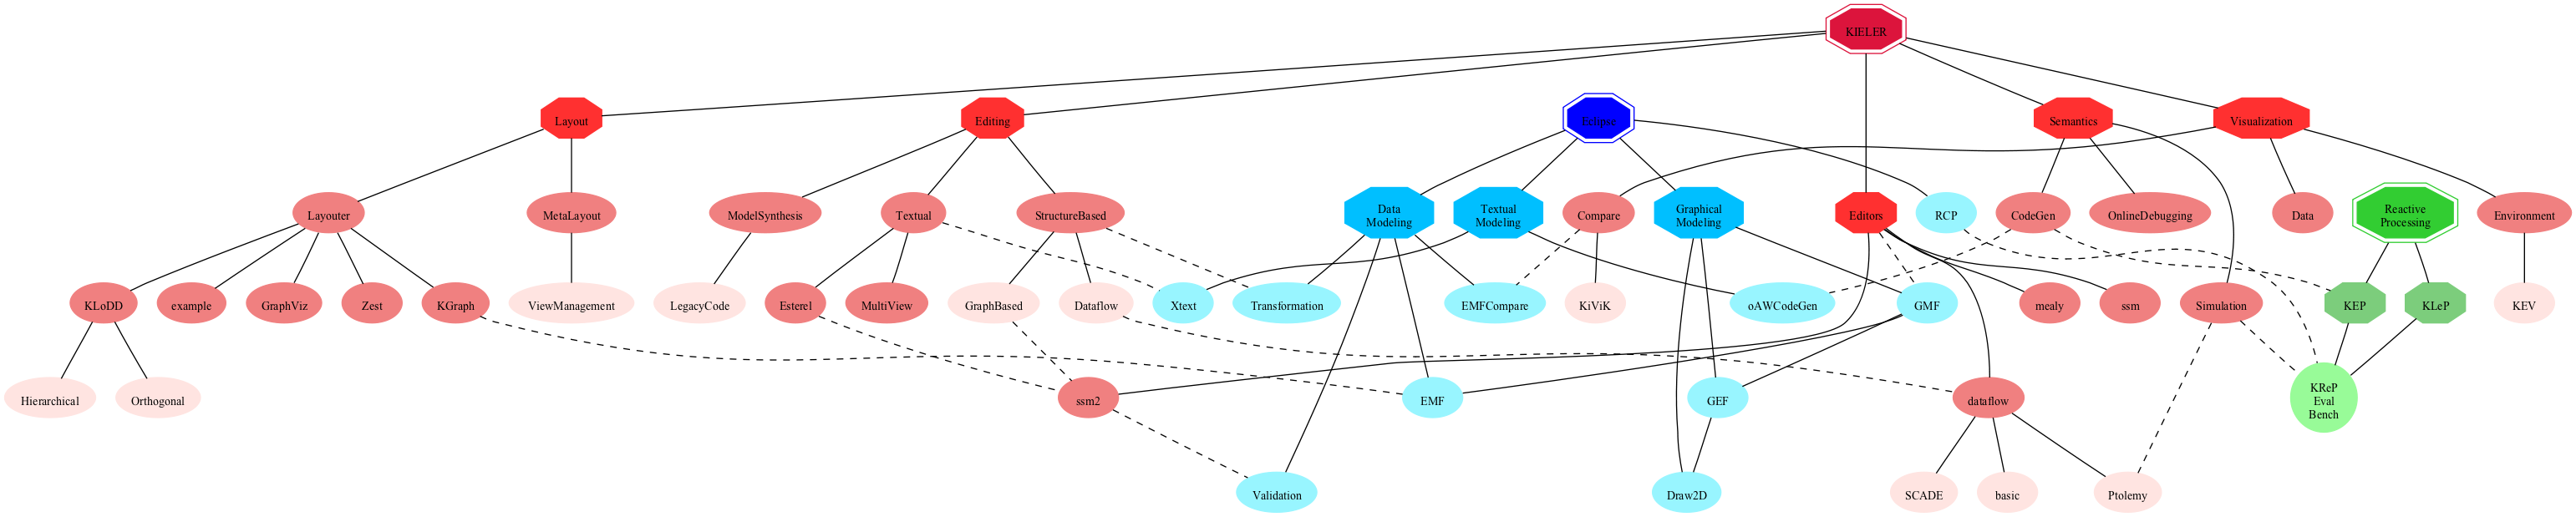 KIELER
Layout
Editing
Eclipse
Semantics
Visualization
Layouter
MetaLayout
ModelSynthesis
Textual
StructureBased
Data
Modeling
Textual
Modeling
Compare
Graphical
Modeling
Editors
RCP
CodeGen
OnlineDebugging
Data
Reactive
Processing
Environment
KLoDD
example
GraphViz
Zest
KGraph
ViewManagement
LegacyCode
Esterel
MultiView
GraphBased
Dataflow
Xtext
Transformation
EMFCompare
KiViK
oAWCodeGen
GMF
mealy
ssm
Simulation
KEP
KLeP
KEV
Hierarchical
Orthogonal
ssm2
EMF
GEF
dataflow
KReP
Eval
Bench
Validation
Draw2D
SCADE
basic
Ptolemy